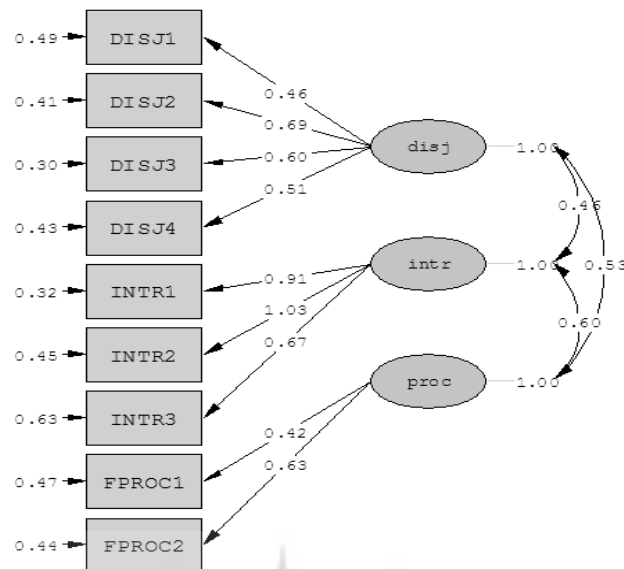 0.49 DISJ1
0.46
0.41 DISJ2
0.69
disj 1.00
0.30 DISJ3
0.60
0.51
0.46
0.43 DISJ4
0.32 INTR1
0.91
intr 1.00
0.53
1.03
0.45 INTR2
0.67
0.60
proc 1.00
0.63 INTR3
0.42
0.63
0.47 FPROC1
0.44 FPROC2